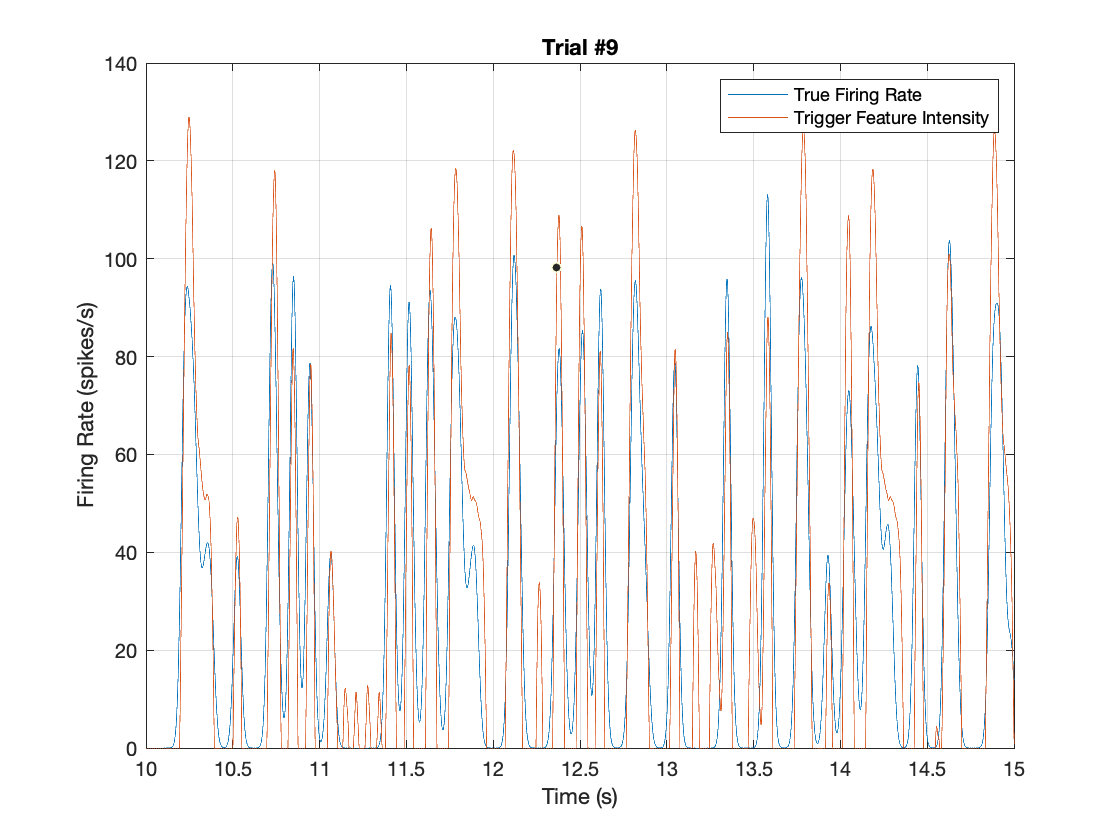 Trial #9
True Firing Rate
Trigger Feature Intensity
Firing Rate (spikes/s)
140
120
100
80
60
40
20
0
10 10.5 11 11.5 12 12.5 13 13.5 14 14.5 15
Time (s)